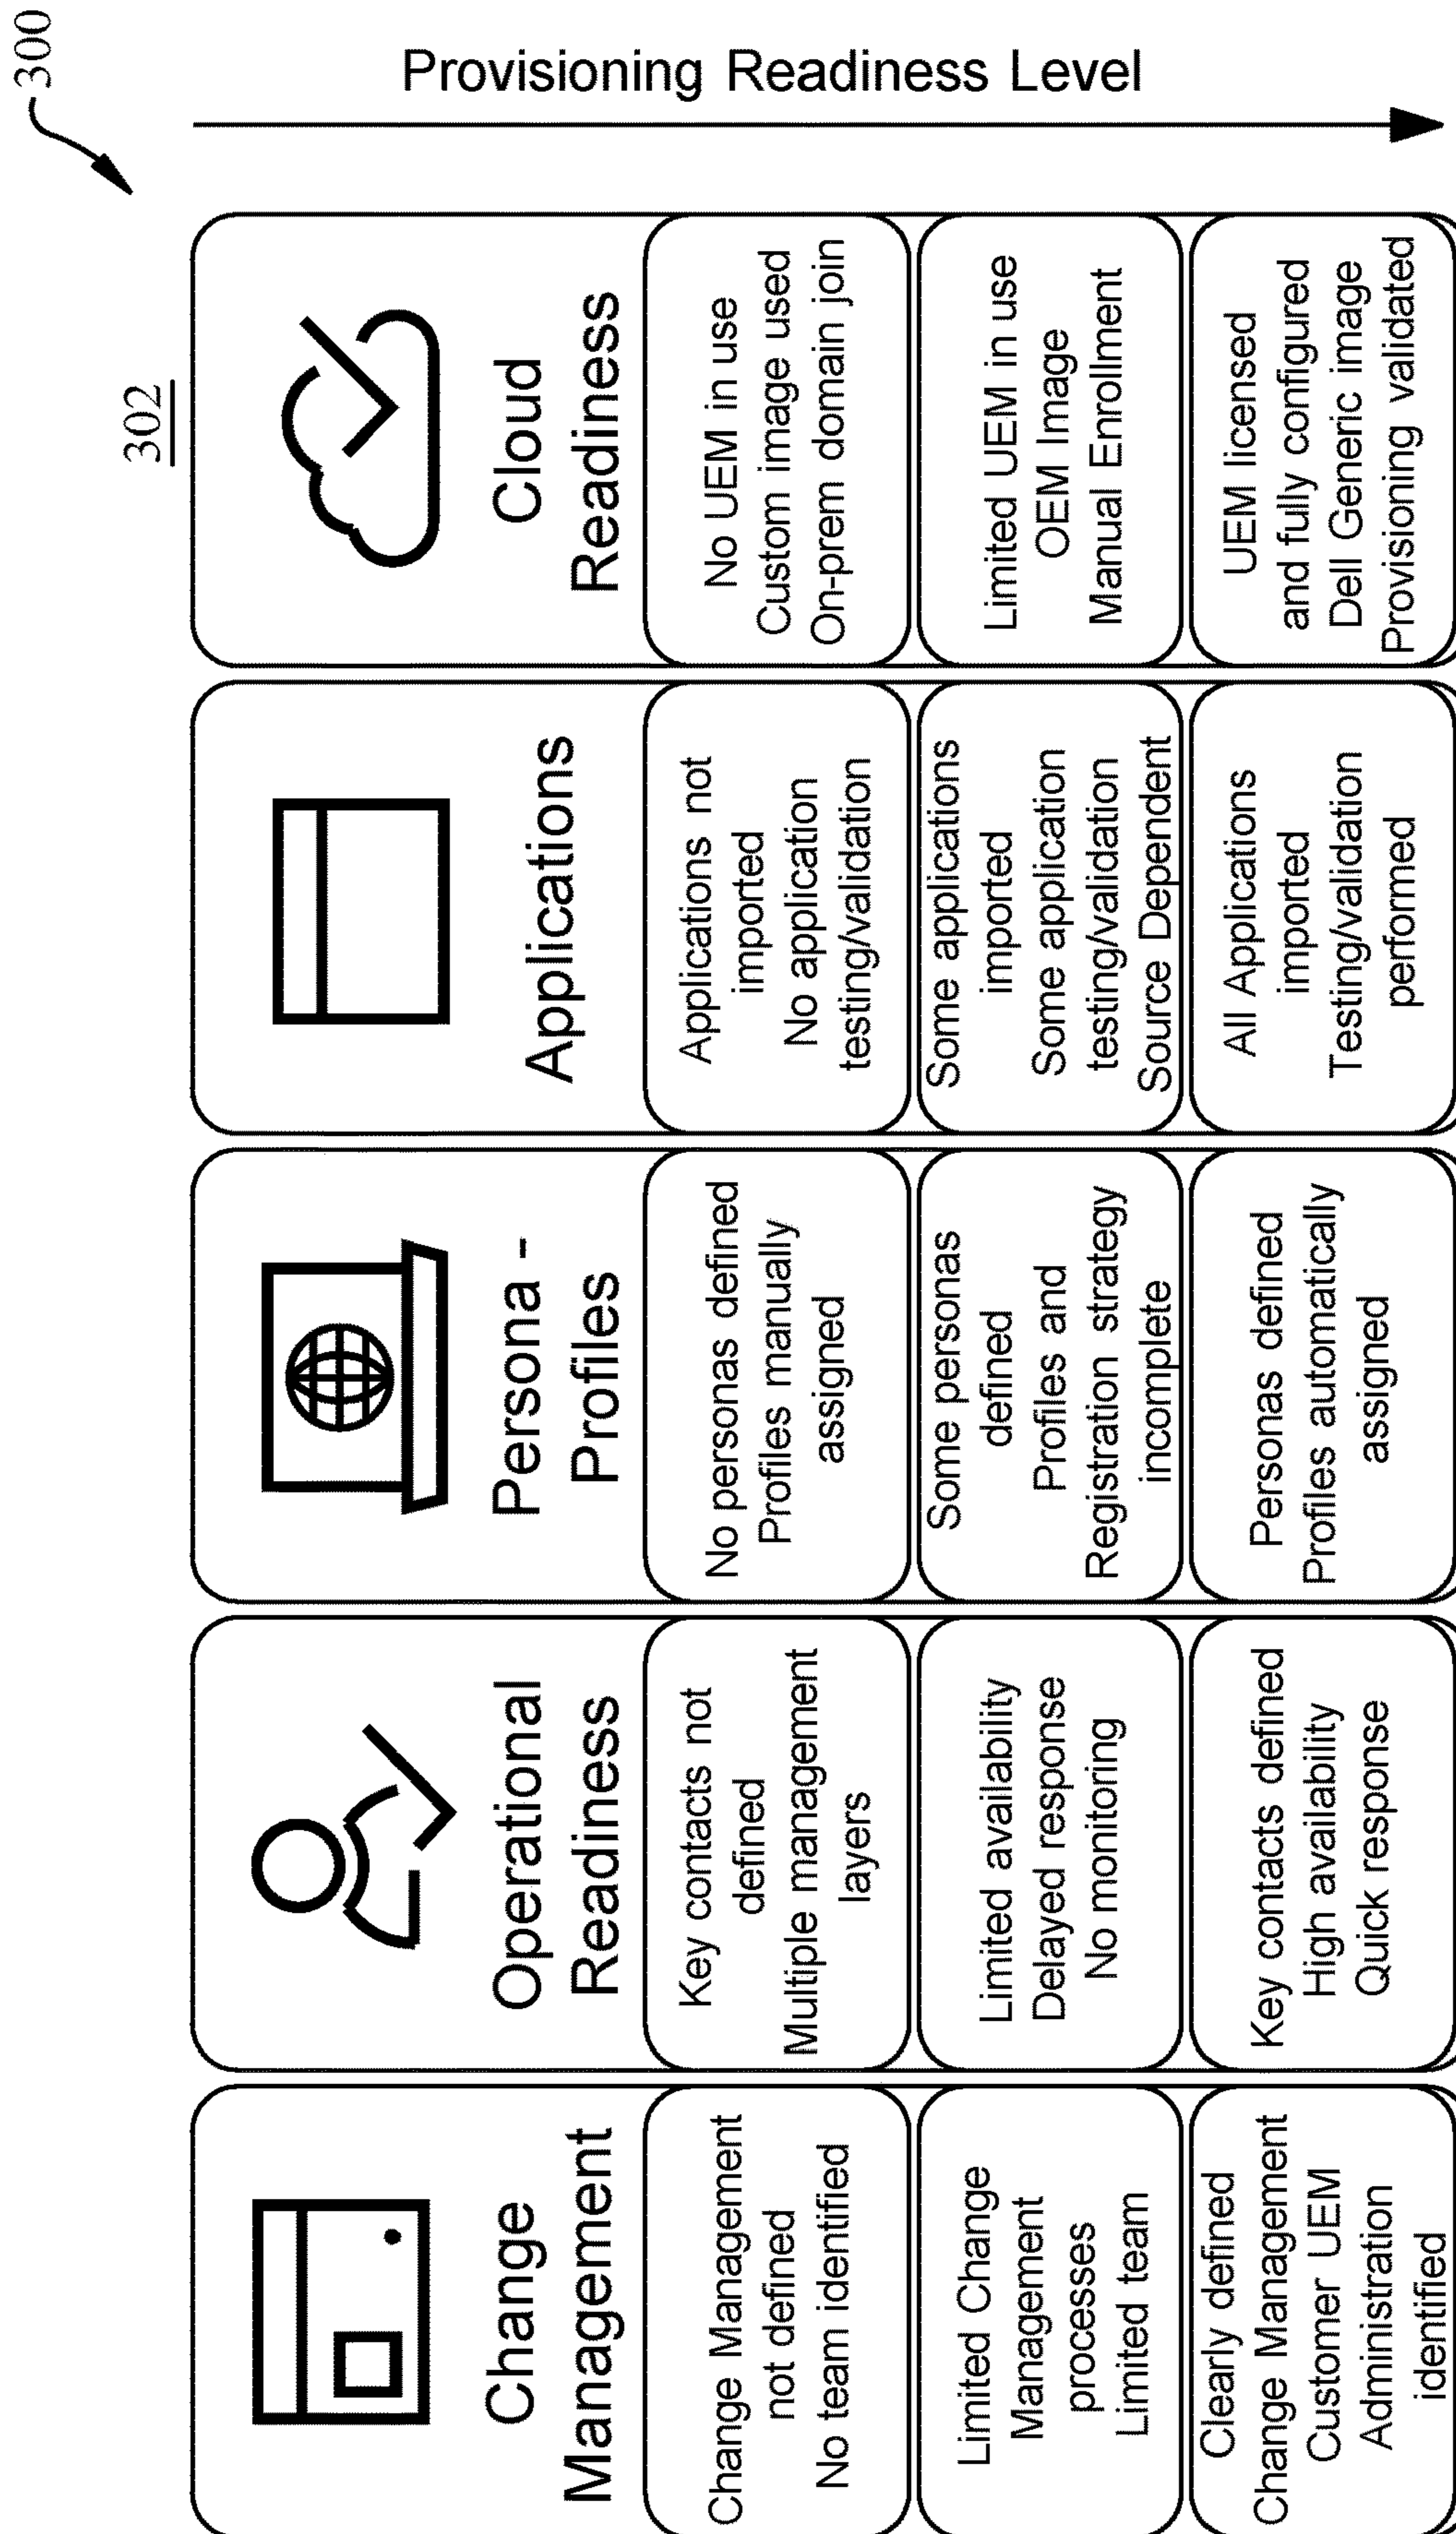 300
302
Provisioning Readiness Level
Change
Management
Change Management
not defined
No team identified
Limited Change
Management
processes
Limited team
Clearly defined
Change Management
Customer UEM
Administration
identified
Operational
Readiness
Key contacts not
defined
Multiple management
layers
Limited availability
Delayed response
No monitoring
Key contacts defined
High availability
Quick response
Persona -
Profiles
No personas defined
Profiles manually
assigned
Some personas
defined
Profiles and
Registration strategy
incomplete
Personas defined
Profiles automatically
assigned
Applications
Applications not
imported
No application
testing/validation
Some applications
imported
Some application
testing/validation
Source Dependent
All Applications
imported
Testing/validation
performed
Cloud
Readiness
No UEM in use
Custom image used
On-prem domain join
Limited UEM in use
OEM Image
Manual Enrollment
UEM licensed
and fully configured
Dell Generic image
Provisioning validated